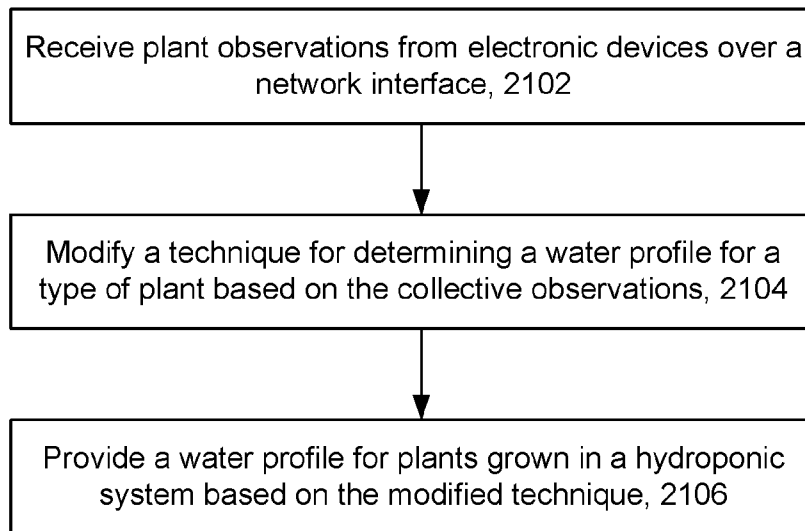 Receive plant observations from electronic devices over a
network interface, 2102
Modify a technique for determining a water profile for a
type of plant based on the collective observations, 2104
Provide a water profile for plants grown in a hydroponic
system based on the modified technique, 2106